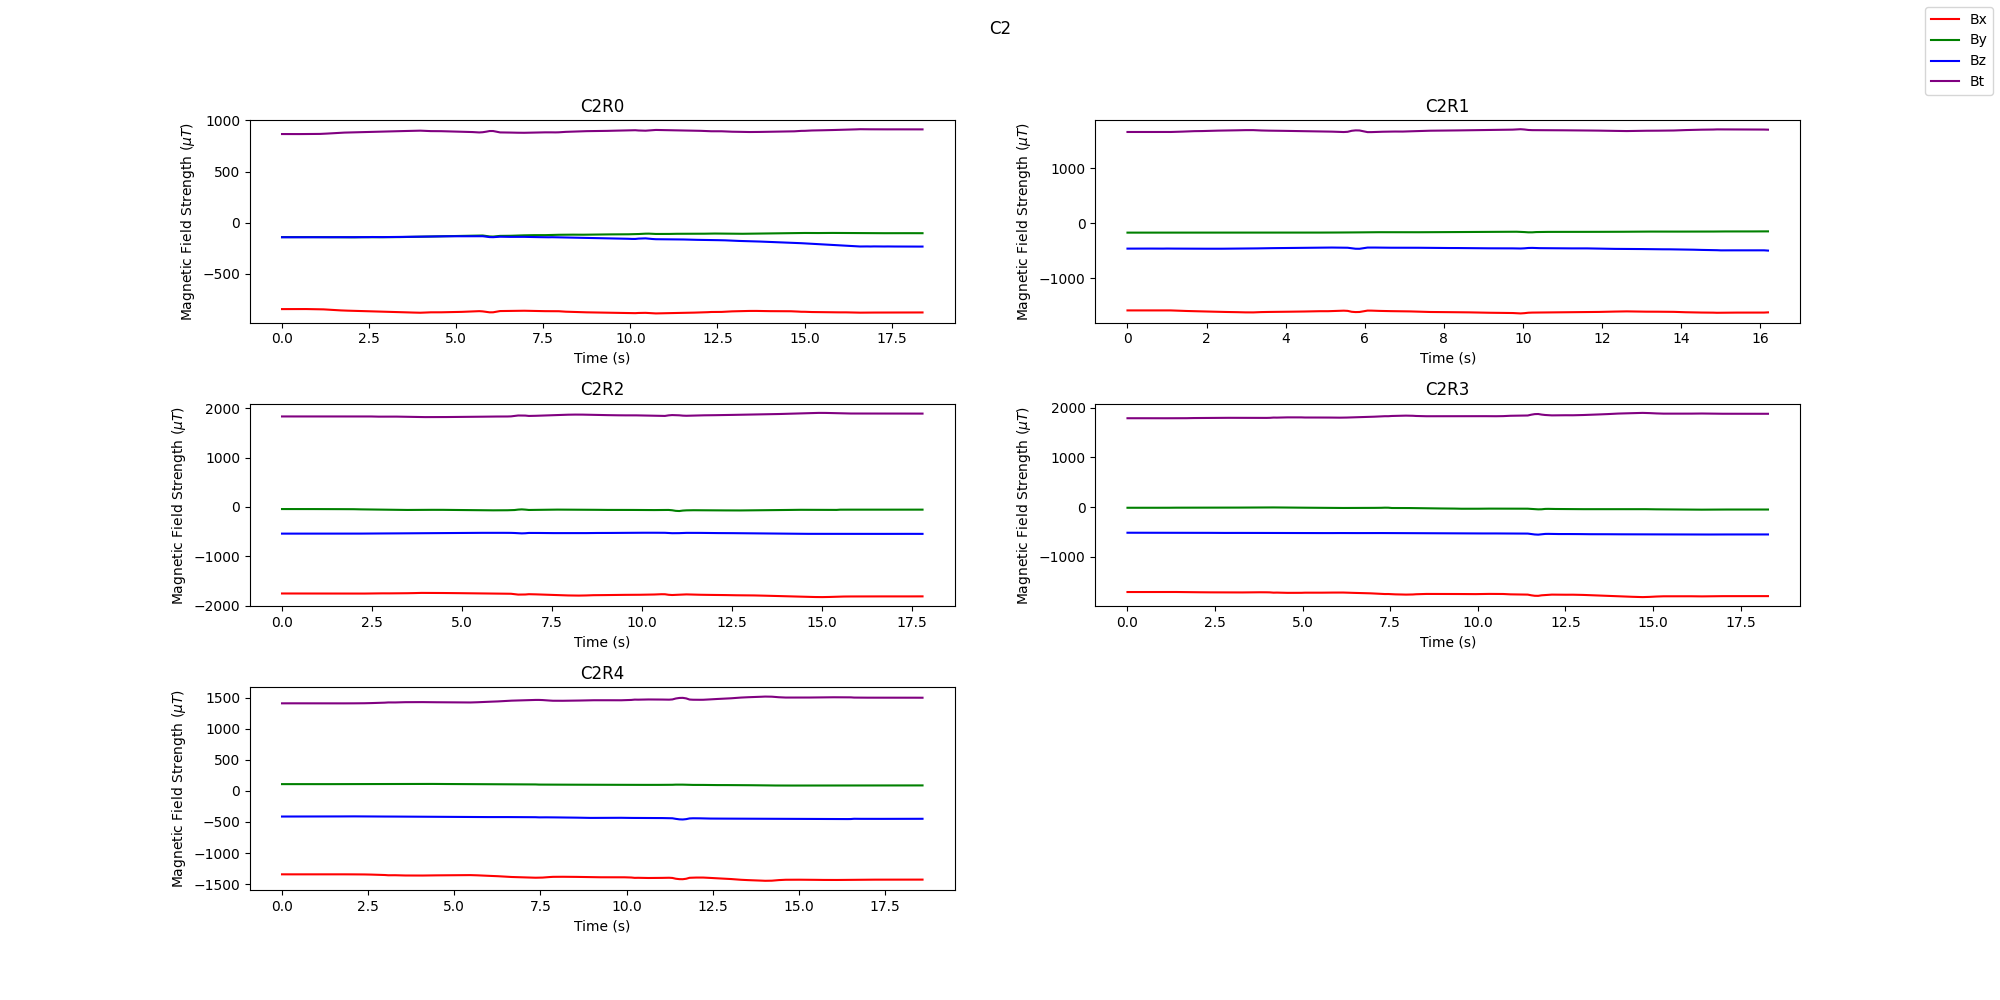 C2
Bx
By
Bz
Bt
C2R0
Magnetic Field Strength (μT)
1000
500
0
−500
0.0 2.5 5.0 7.5 10.0 12.5 15.0 17.5
Time (s)
C2R1
Magnetic Field Strength (μT)
1000
0
−1000
0 2 4 6 8 10 12 14 16
Time (s)
C2R2
Magnetic Field Strength (μT)
2000
1000
0
−1000
−2000
0.0 2.5 5.0 7.5 10.0 12.5 15.0 17.5
Time (s)
C2R3
Magnetic Field Strength (μT)
2000
1000
0
−1000
0.0 2.5 5.0 7.5 10.0 12.5 15.0 17.5
Time (s)
C2R4
Magnetic Field Strength (μT)
1500
1000
500
0
−500
−1000
−1500
0.0 2.5 5.0 7.5 10.0 12.5 15.0 17.5
Time (s)